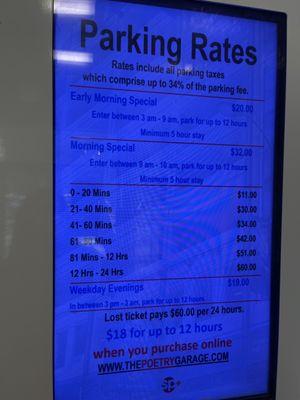 Parking Rates
Rates include all parking taxes
which comprise up to 34% of the parking fee.
Early Morning Special $20.00
Enter between 3 am - 9 am, park for up to 12 hours
Minimum 5 hour stay
Morning Special $32.00
Enter between 9 am - 10 am, park for up to 12 hours
Minimum 5 hour stay
0 - 20 Mins $11.00
21- 40 Mins $30.00
41- 60 Mins $34.00
61- 80 Mins $42.00
81 Mins - 12 Hrs $51.00
12 Hrs - 24 Hrs $60.00
Weekday Evenings $19.00
In between 3 pm - 3 am, park for up to 12 hours
Lost ticket pays $60.00 per 24 hours.
$18 for up to 12 hours
when you purchase online
WWW.THEPOETRYGARAGE.COM